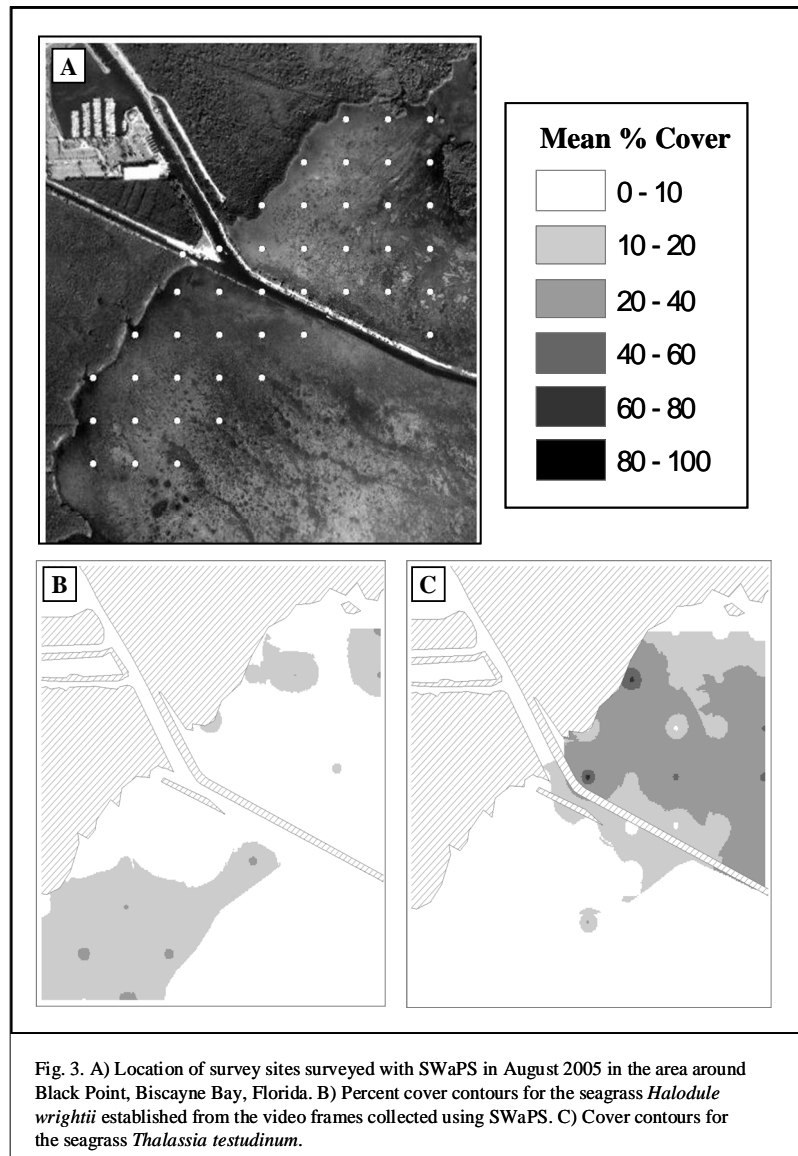 A
Mean % Cover
0 - 10
10 - 20
20 - 40
40 - 60
60 - 80
80 - 100
B
C
Fig. 3. A) Location of survey sites surveyed with SWaPS in August 2005 in the area around
Black Point, Biscayne Bay, Florida. B) Percent cover contours for the seagrass Halodule
wrightii established from the video frames collected using SWaPS. C) Cover contours for
the seagrass Thalassia testudinum.